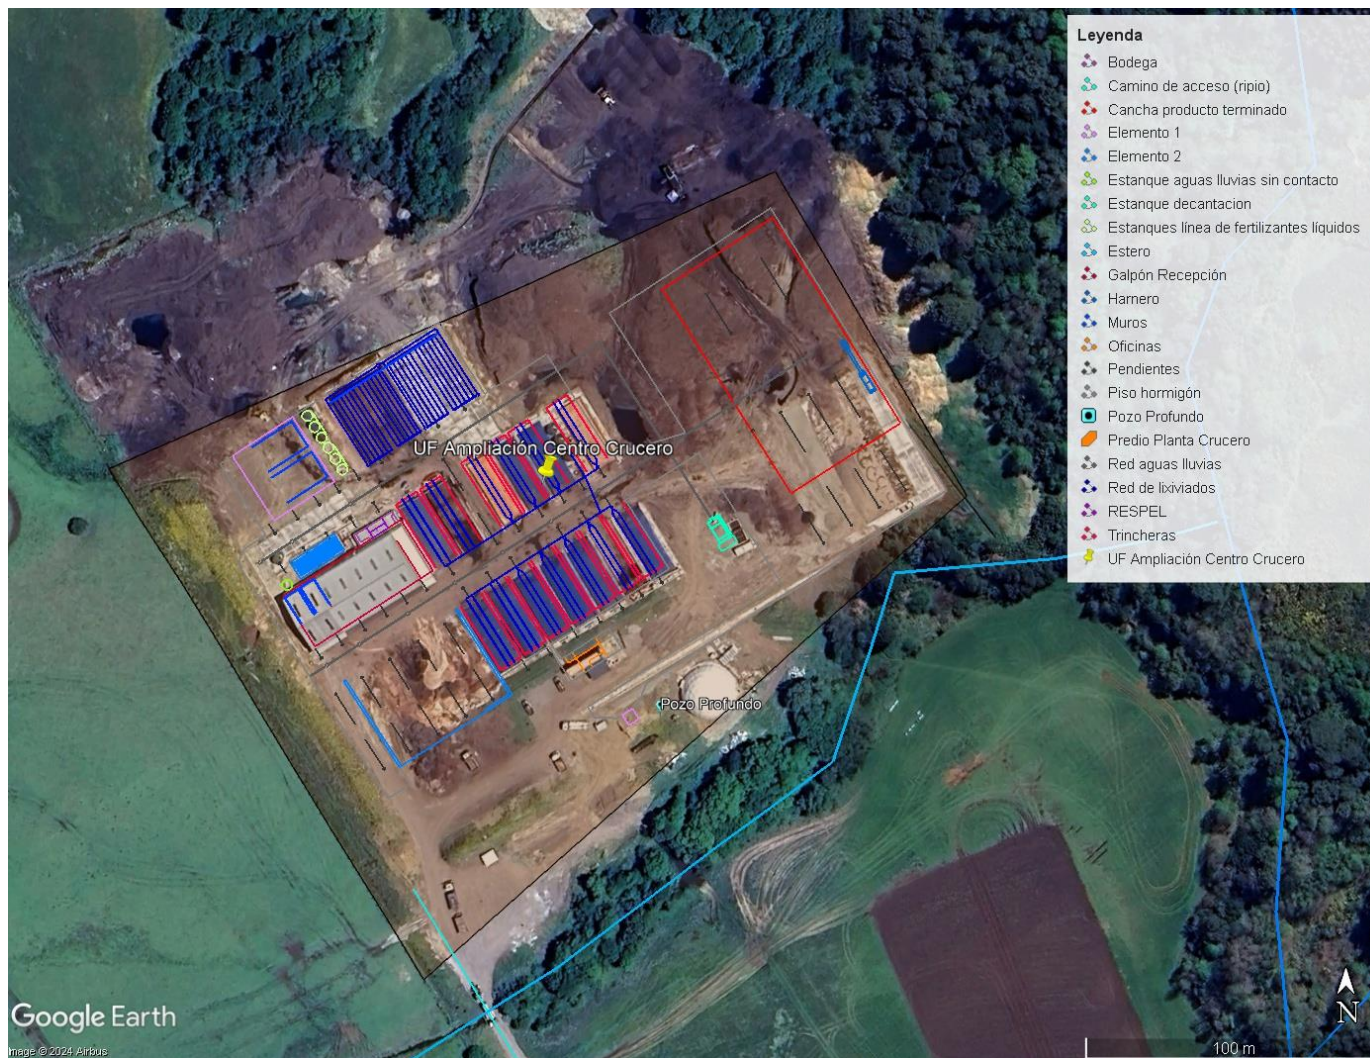 Leyenda
Bodega
Camino de acceso (ripio)
Cancha producto terminado
Elemento 1
Elemento 2
Estanque aguas lluvias sin contacto
Estanque decantacion
Estanques línea de fertilizantes líquidos
Estero
Galpón Recepción
Harnero
Muros
Oficinas
Pendientes
Piso hormigón
Pozo Profundo
Predio Planta Crucero
Red aguas lluvias
Red de lixiviados
RESPEL
Trincheras
UF Ampliación Centro Crucero
UF Ampliación Centro Crucero
Pozo Profundo
Google Earth
Image © 2024 Airbus
N
100 m